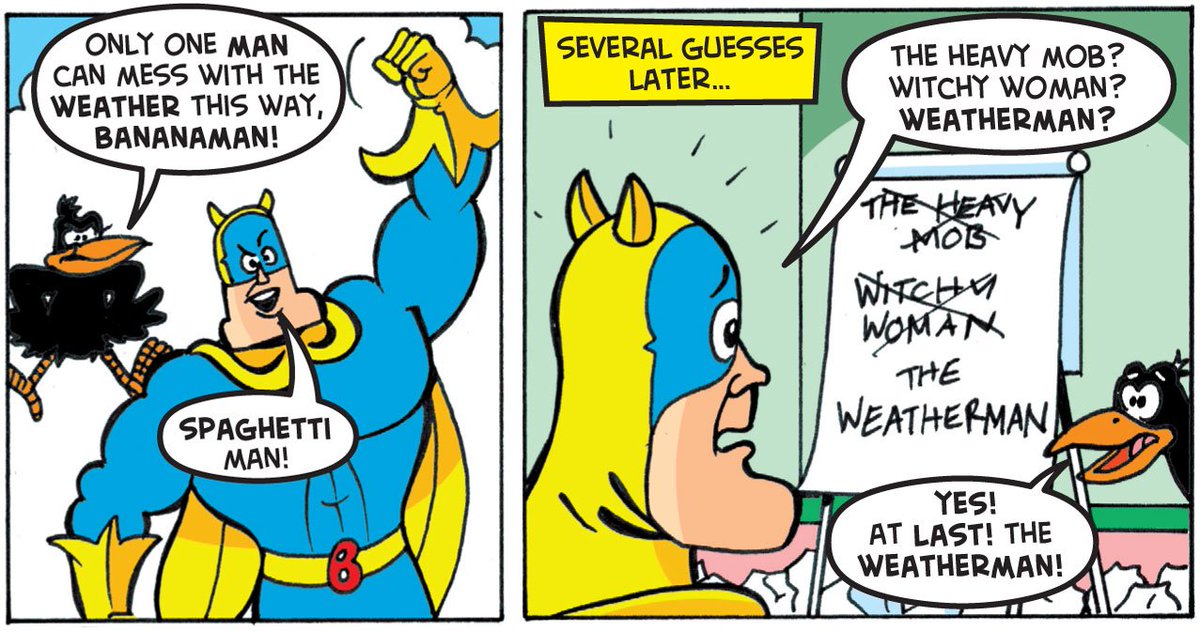 ONLY ONE MAN
CAN MESS WITH THE
WEATHER THIS WAY,
BANANAMAN!
SPAGHETTI
MAN!
B
SEVERAL GUESSES
LATER...
THE HEAVY MOB?
WITCHY WOMAN?
WEATHERMAN?
THE HEAVY
MOB
WITCHY
WOMAN
THE
WEATHERMAN
YES!
AT LAST! THE
WEATHERMAN!